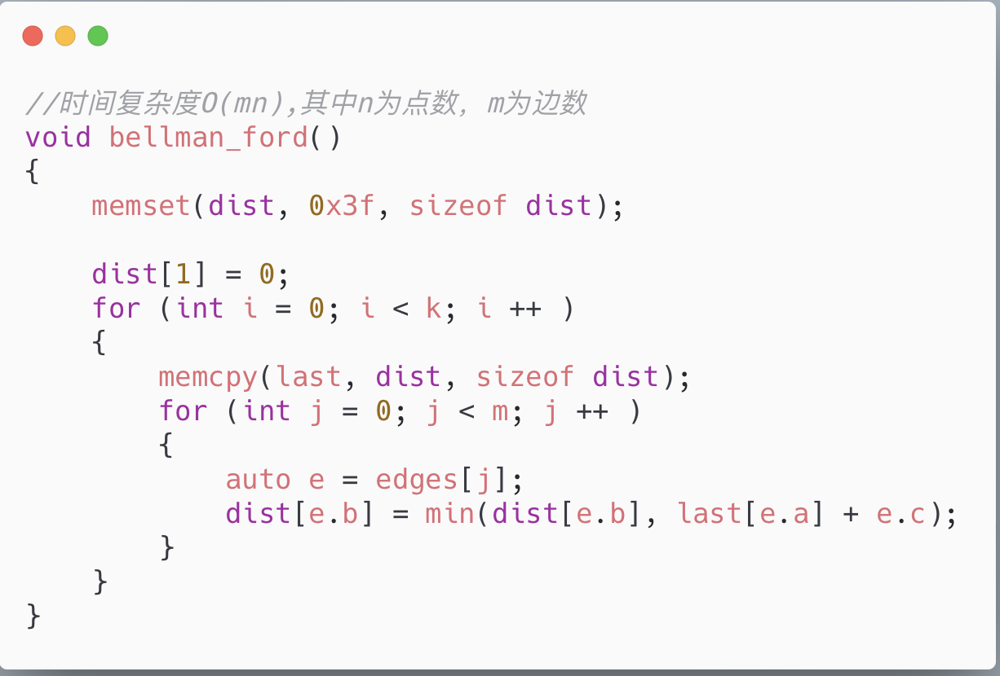 //时间复杂度O(mn),其中n为点数，m为边数
void bellman_ford()
{
    memset(dist, 0x3f, sizeof dist);

    dist[1] = 0;
    for (int i = 0; i < k; i ++ )
    {
        memcpy(last, dist, sizeof dist);
        for (int j = 0; j < m; j ++ )
        {
            auto e = edges[j];
            dist[e.b] = min(dist[e.b], last[e.a] + e.c);
        }
    }
}